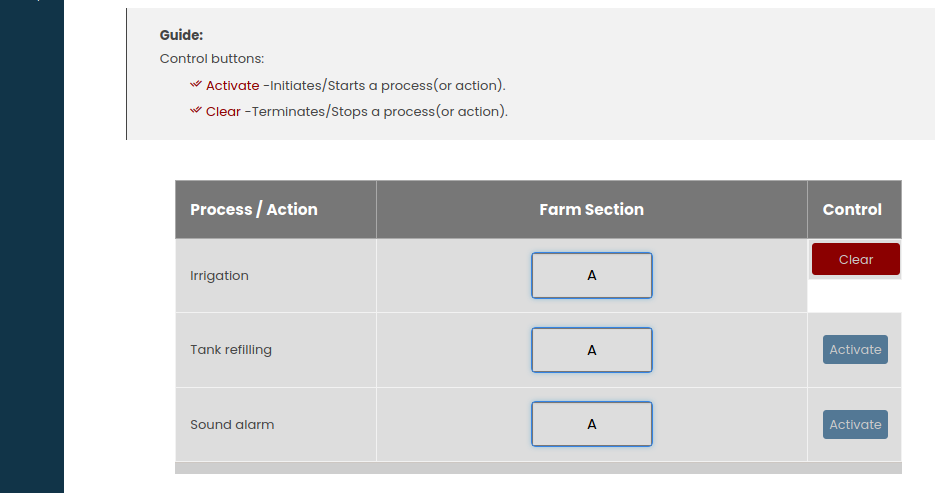 Guide:
Control buttons:
Activate -Initiates/Starts a process(or action).
Clear -Terminates/Stops a process(or action).
Process / Action Farm Section Control
Irrigation A Clear
Tank refilling A Activate
Sound alarm A Activate